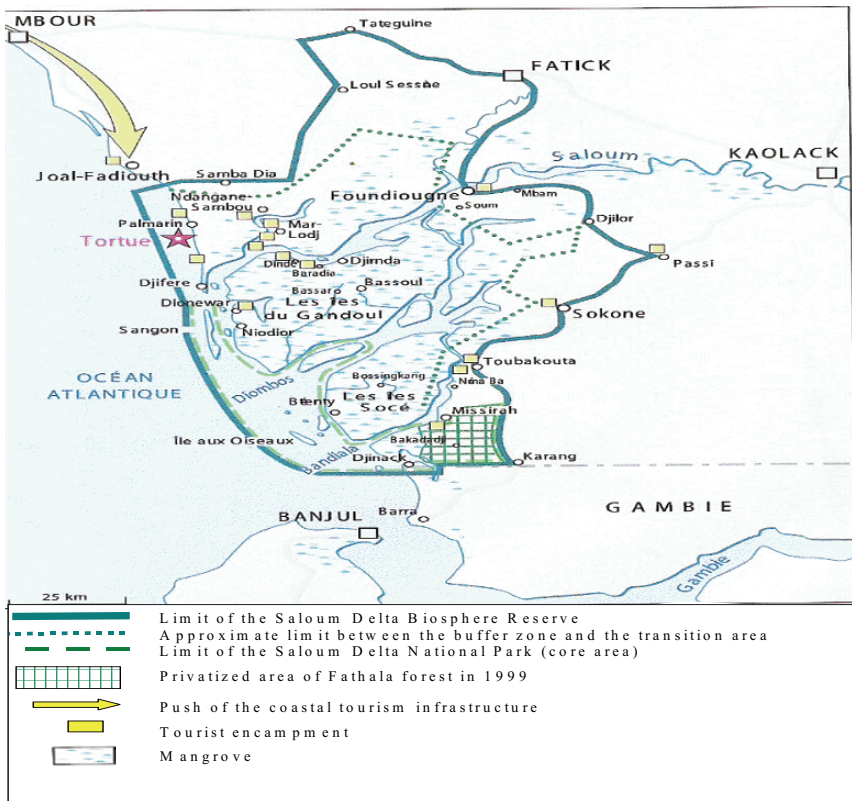 MBOUR
Tateguine
FATICK
Loul Sessène
Saloum
KAOLACK
Joal-Fadiouth
Samba Dia
Foundiougne
Mbam
Ndangane-
Sambou
Soum
Djilor
Palmarin
Mar-
Lodj
Tortue
Passi
Dinde
Baradia
Djimda
Djifere
Bassar
Bassoul
Dionewar
Les îles
du Gandoul
Sokone
Sangon
Niodior
Toubakouta
OCÉAN
ATLANTIQUE
Diombos
Bossingkang
Nma Ba
Les îles
Socé
Betenty
Missirah
Île aux Oiseaux
Bandiala
Bakadadji
Djinack
Karang
BANJUL
Barra
GAMBIE
Gambie
25 km
Limit of the Saloum Delta Biosphere Reserve
Approximate limit between the buffer zone and the transition area
Limit of the Saloum Delta National Park (core area)
Privatized area of Fathala forest in 1999
Push of the coastal tourism infrastructure
Tourist encampment
Mangrove